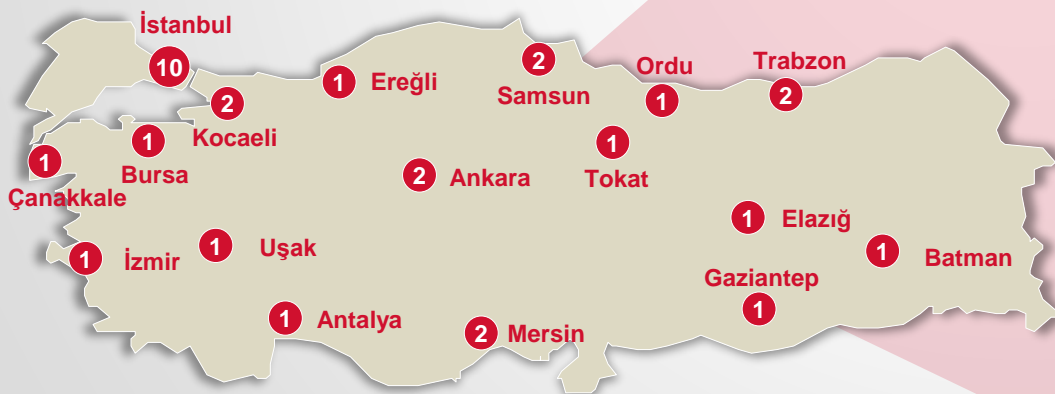 İstanbul
10
2
Kocaeli
1
Ereğli
2
Samsun
Ordu
1
Trabzon
2
1
Çanakkale
1
Bursa
2
Ankara
1
Tokat
1
Elazığ
1
Batman
1
İzmir
1
Uşak
Gaziantep
1
1
Antalya
2
Mersin